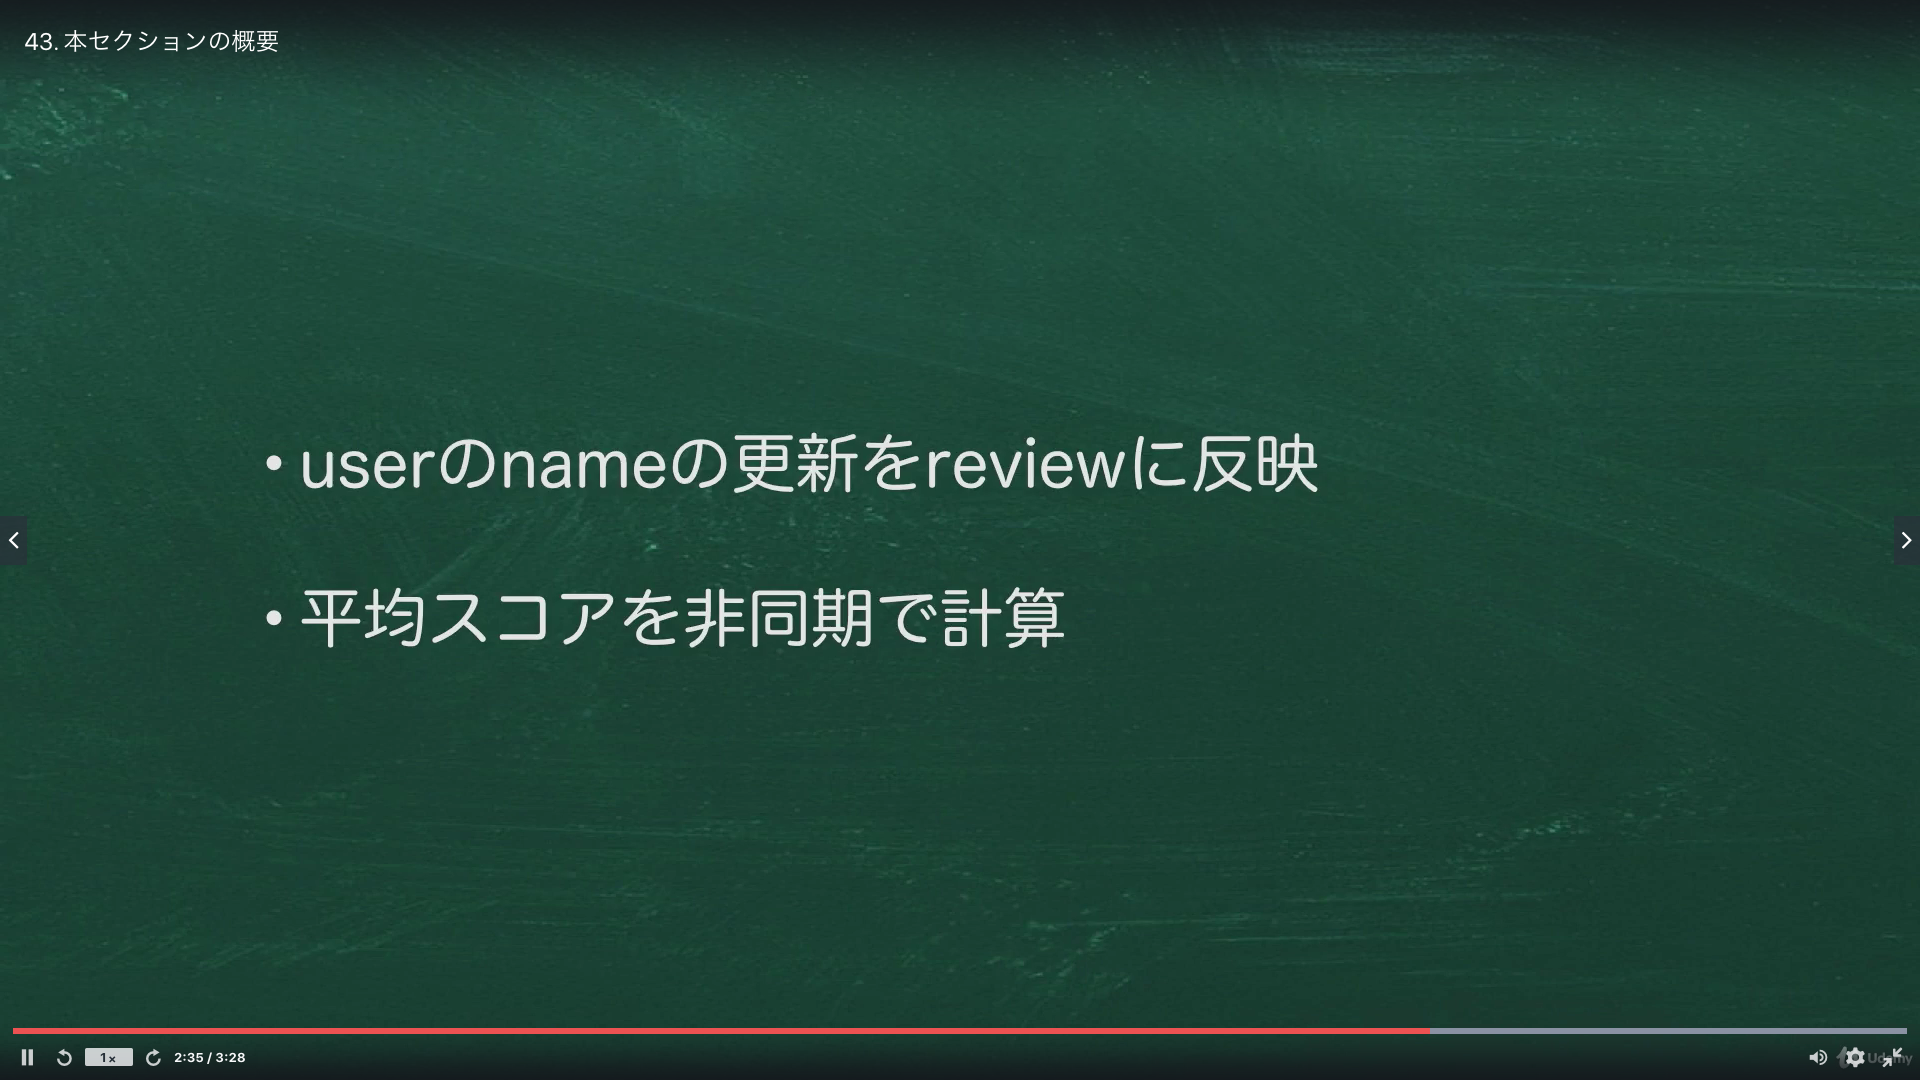 43. 本セクションの概要
• userのnameの更新をreviewに反映
• 平均スコアを非同期で計算
1x
2:35 / 3:28
Udemy